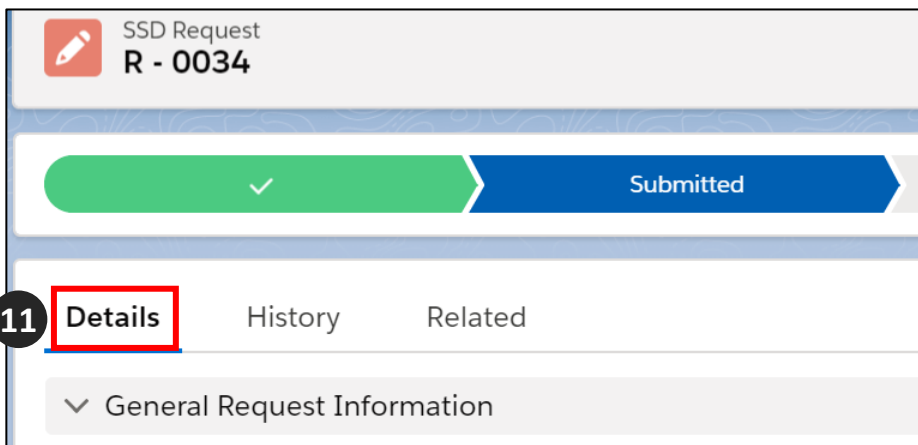 SSD Request
R - 0034
Submitted
11 Details History Related
General Request Information